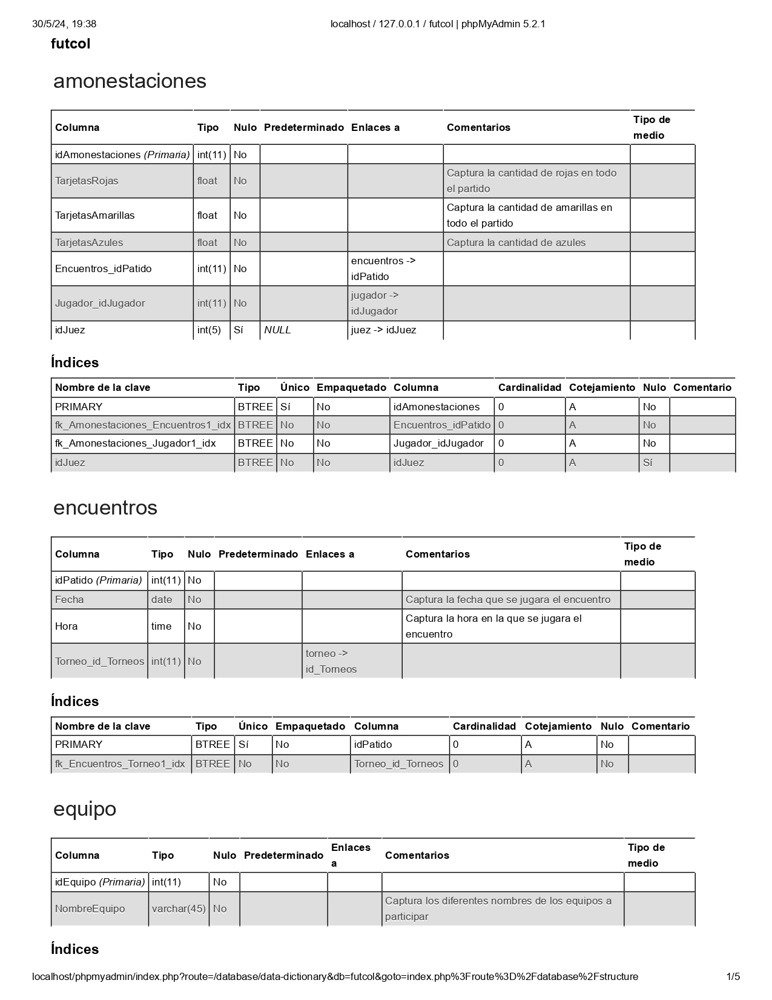 30/5/24, 19:38 localhost / 127.0.0.1 / futcol | phpMyAdmin 5.2.1
futcol
amonestaciones
Columna Tipo Nulo Predeterminado Enlaces a Comentarios Tipo de medio
idAmonestaciones (Primaria) int(11) No
TarjetasRojas float No Captura la cantidad de rojas en todo el partido
TarjetasAmarillas float No Captura la cantidad de amarillas en todo el partido
TarjetasAzules float No Captura la cantidad de azules
Encuentros_idPatido int(11) No encuentros -> idPatido
Jugador_idJugador int(11) No jugador -> idJugador
idJuez int(5) Sí NULL juez -> idJuez
Índices
Nombre de la clave Tipo Único Empaquetado Columna Cardinalidad Cotejamiento Nulo Comentario
PRIMARY BTREE Sí No idAmonestaciones 0 A No
fk_Amonestaciones_Encuentros1_idx BTREE No No Encuentros_idPatido 0 A No
fk_Amonestaciones_Jugador1_idx BTREE No No Jugador_idJugador 0 A No
idJuez BTREE No No idJuez 0 A Sí
encuentros
Columna Tipo Nulo Predeterminado Enlaces a Comentarios Tipo de medio
idPatido (Primaria) int(11) No
Fecha date No Captura la fecha que se jugara el encuentro
Hora time No Captura la hora en la que se jugara el encuentro
Torneo_id_Torneos int(11) No torneo -> id_Torneos
Índices
Nombre de la clave Tipo Único Empaquetado Columna Cardinalidad Cotejamiento Nulo Comentario
PRIMARY BTREE Sí No idPatido 0 A No
fk_Encuentros_Torneo1_idx BTREE No No Torneo_id_Torneos 0 A No
equipo
Columna Tipo Nulo Predeterminado Enlaces a Comentarios Tipo de medio
idEquipo (Primaria) int(11) No
NombreEquipo varchar(45) No Captura los diferentes nombres de los equipos a participar
Índices
localhost/phpmyadmin/index.php?route=/database/data-dictionary&db=futcol&goto=index.php%3Froute%3D%2Fdatabase%2Fstructure 1/5